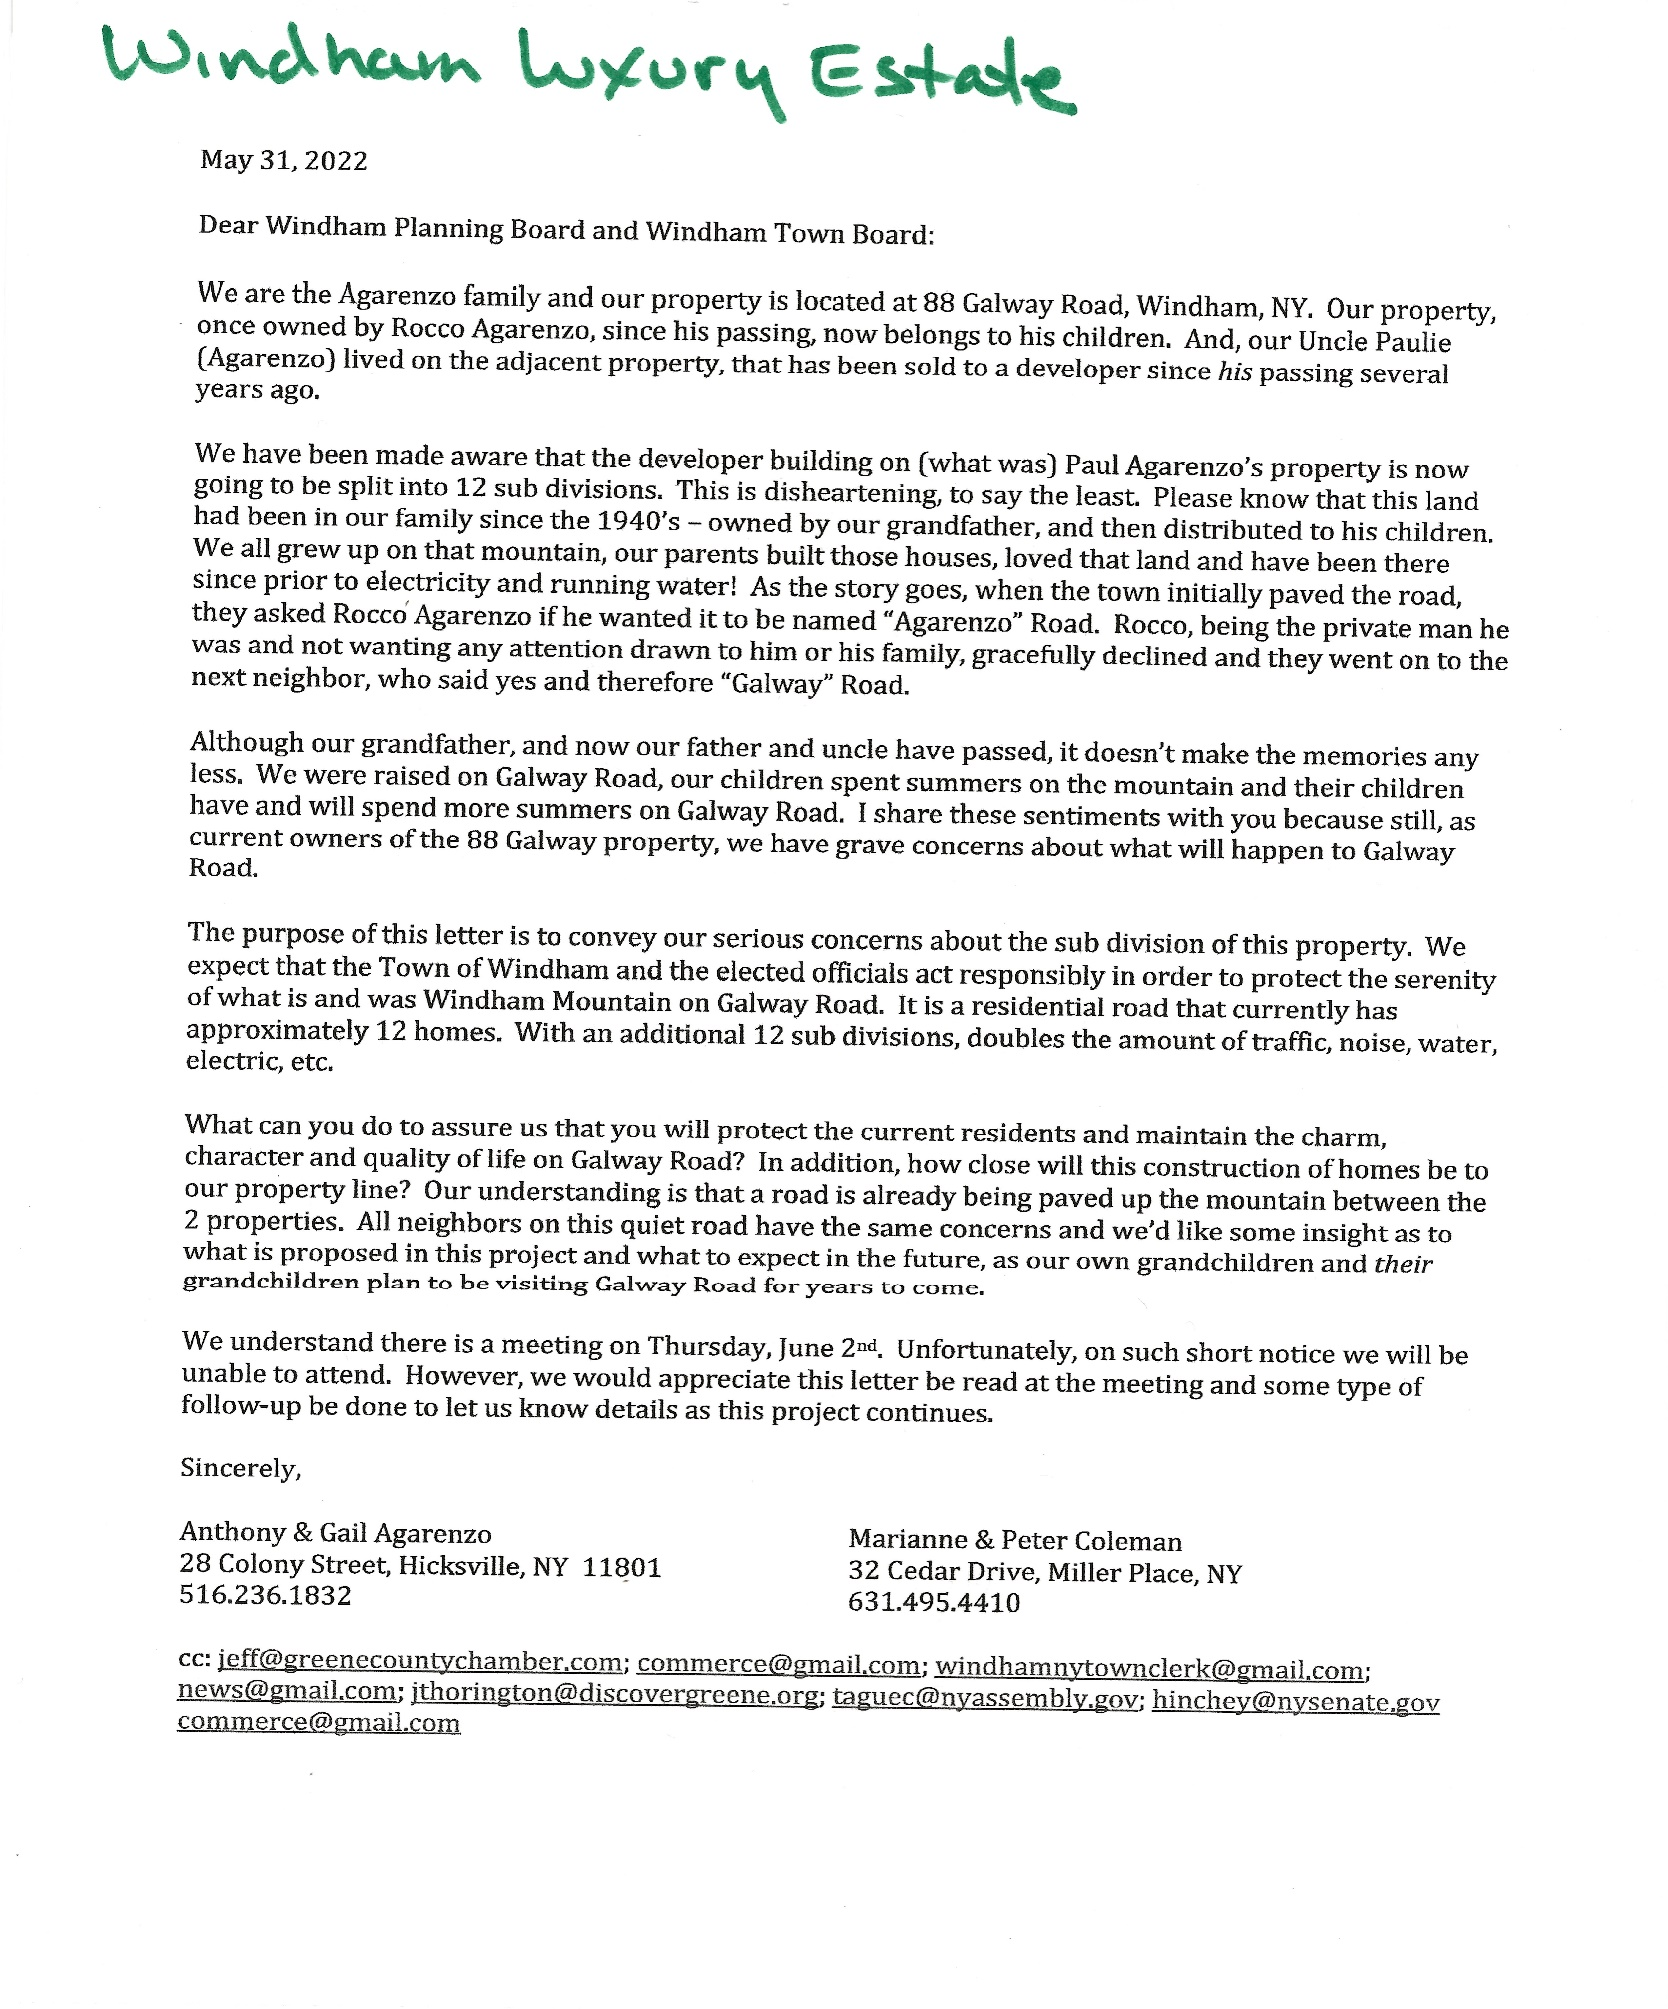 Windham Luxury Estate
May 31, 2022
Dear Windham Planning Board and Windham Town Board:
We are the Agarenzo family and our property is located at 88 Galway Road, Windham, NY.  Our property,
once owned by Rocco Agarenzo, since his passing, now belongs to his children.  And, our Uncle Paulie
(Agarenzo) lived on the adjacent property, that has been sold to a developer since his passing several
years ago.
We have been made aware that the developer building on (what was) Paul Agarenzo's property is now
going to be split into 12 sub divisions.  This is disheartening, to say the least.  Please know that this land
had been in our family since the 1940's – owned by our grandfather, and then distributed to his children.
We all grew up on that mountain, our parents built those houses, loved that land and have been there
since prior to electricity and running water!  As the story goes, when the town initially paved the road,
they asked Rocco Agarenzo if he wanted it to be named "Agarenzo" Road.  Rocco, being the private man he
was and not wanting any attention drawn to him or his family, gracefully declined and they went on to the
next neighbor, who said yes and therefore "Galway" Road.
Although our grandfather, and now our father and uncle have passed, it doesn't make the memories any
less.  We were raised on Galway Road, our children spent summers on the mountain and their children
have and will spend more summers on Galway Road.  I share these sentiments with you because still, as
current owners of the 88 Galway property, we have grave concerns about what will happen to Galway
Road.
The purpose of this letter is to convey our serious concerns about the sub division of this property.  We
expect that the Town of Windham and the elected officials act responsibly in order to protect the serenity
of what is and was Windham Mountain on Galway Road.  It is a residential road that currently has
approximately 12 homes.  With an additional 12 sub divisions, doubles the amount of traffic, noise, water,
electric, etc.
What can you do to assure us that you will protect the current residents and maintain the charm,
character and quality of life on Galway Road?  In addition, how close will this construction of homes be to
our property line?  Our understanding is that a road is already being paved up the mountain between the
2 properties.  All neighbors on this quiet road have the same concerns and we'd like some insight as to
what is proposed in this project and what to expect in the future, as our own grandchildren and their
grandchildren plan to be visiting Galway Road for years to come.
We understand there is a meeting on Thursday, June 2nd.  Unfortunately, on such short notice we will be
unable to attend.  However, we would appreciate this letter be read at the meeting and some type of
follow-up be done to let us know details as this project continues.
Sincerely,
Anthony & Gail Agarenzo
28 Colony Street, Hicksville, NY  11801
516.236.1832
Marianne & Peter Coleman
32 Cedar Drive, Miller Place, NY
631.495.4410
cc: jeff@greenecountychamber.com; commerce@gmail.com; windhamnytownclerk@gmail.com;
news@gmail.com; jthorington@discovergreene.org; taguec@nyassembly.gov; hinchey@nysenate.gov
commerce@gmail.com